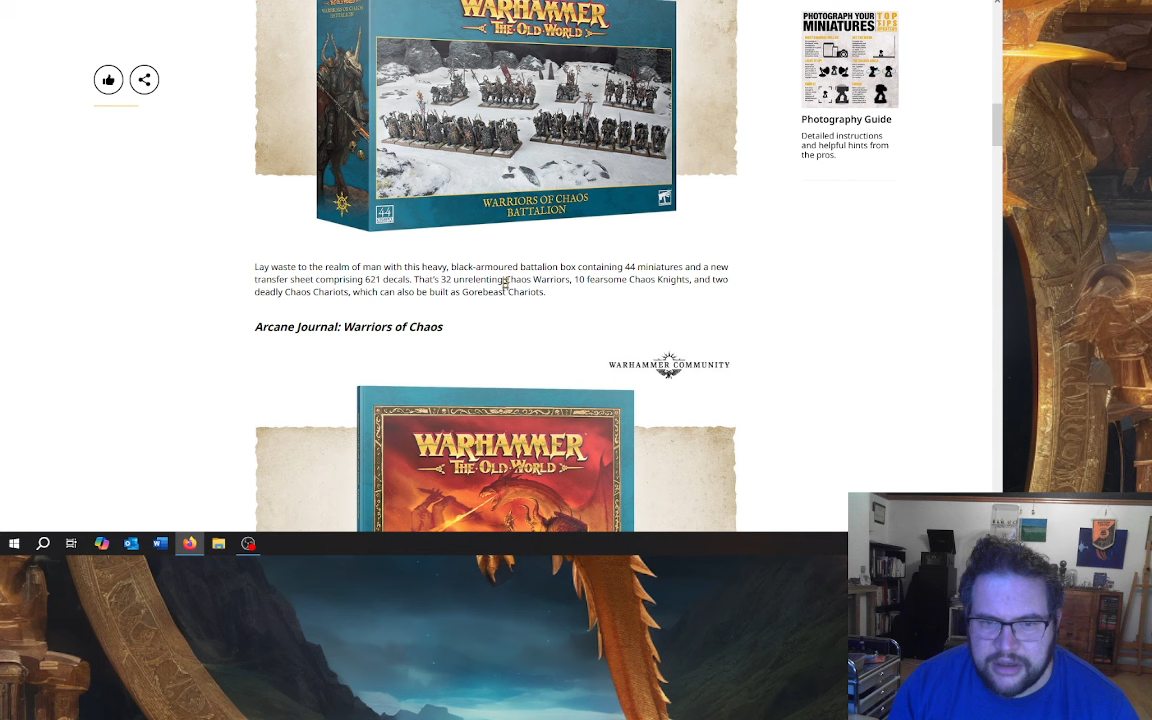 WARHAMMER
THE OLD WORLD
WARRIORS OF CHAOS
BATTALION
WARRIORS OF CHAOS
BATTALION
44
Lay waste to the realm of man with this heavy, black-armoured battalion box containing 44 miniatures and a new
transfer sheet comprising 621 decals. That's 32 unrelenting Chaos Warriors, 10 fearsome Chaos Knights, and two
deadly Chaos Chariots, which can also be built as Gorebeast Chariots.
Arcane Journal: Warriors of Chaos
WARHAMMER COMMUNITY
WARHAMMER
THE OLD WORLD
PHOTOGRAPH YOUR
MINIATURES
TOP
TIPS
Photography Guide
Detailed instructions
and helpful hints from
the pros.